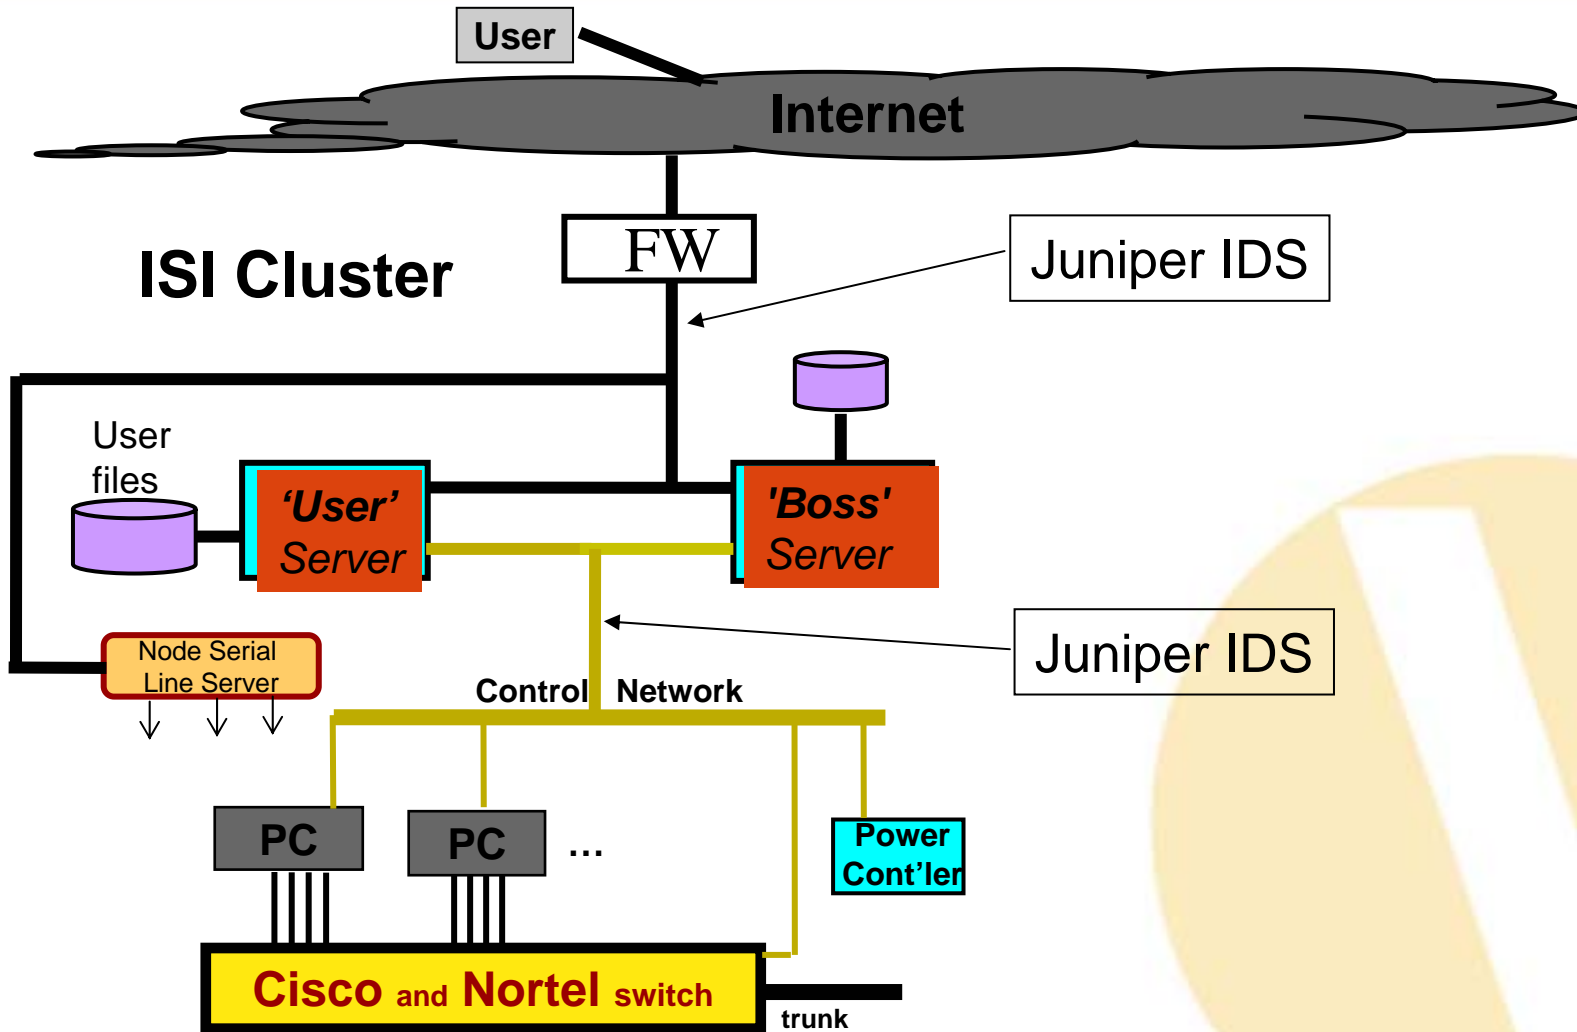 User
Internet
FW
ISI Cluster
Juniper IDS
User
files
‘User’
Server
'Boss'
Server
Node Serial
Line Server
Juniper IDS
Control Network
PC
PC
...
Power
Cont’ler
Cisco and Nortel switch
trunk